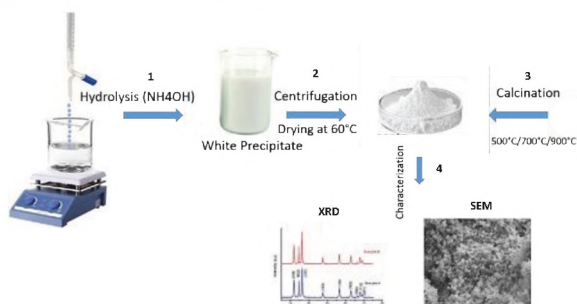 1
Hydrolysis (NH4OH)
White Precipitate
2
Centrifugation
Drying at 60°C
3
Calcination
500°C/700°C/900°C
4
Characterization
XRD
SEM